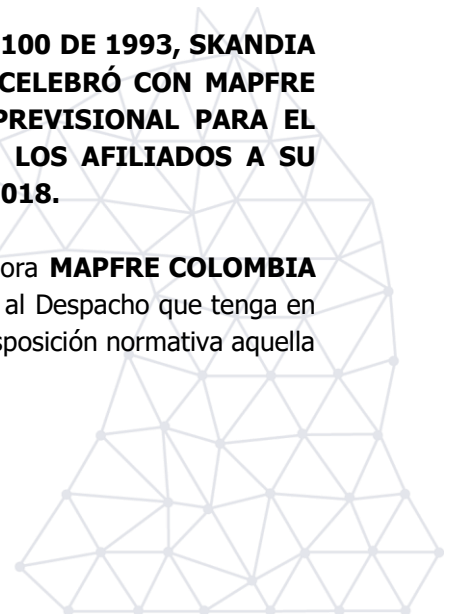 100 DE 1993, SKANDIA
CELEBRÓ CON MAPFRE
PREVISIONAL PARA EL
LOS AFILIADOS A SU
018.
ora MAPFRE COLOMBIA
al Despacho que tenga en
sposición normativa aquella